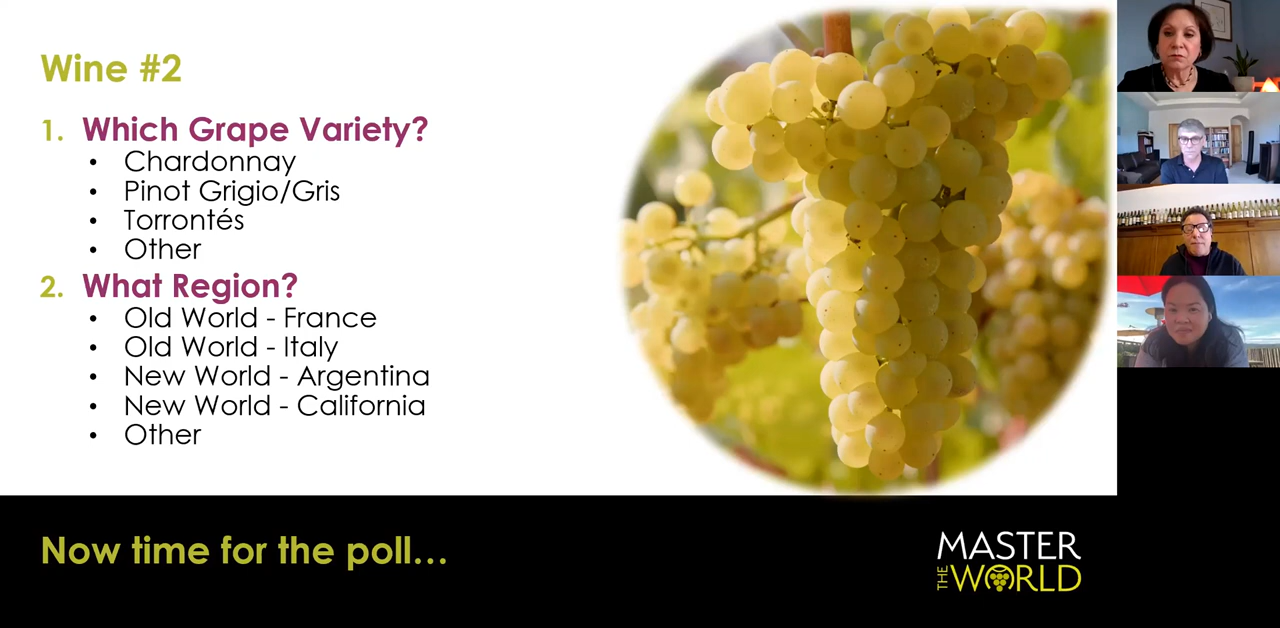 Wine #2
1. Which Grape Variety?
• Chardonnay
• Pinot Grigio/Gris
• Torrontés
• Other
2. What Region?
• Old World - France
• Old World - Italy
• New World - Argentina
• New World - California
• Other
Now time for the poll...
MASTER
THE WORLD